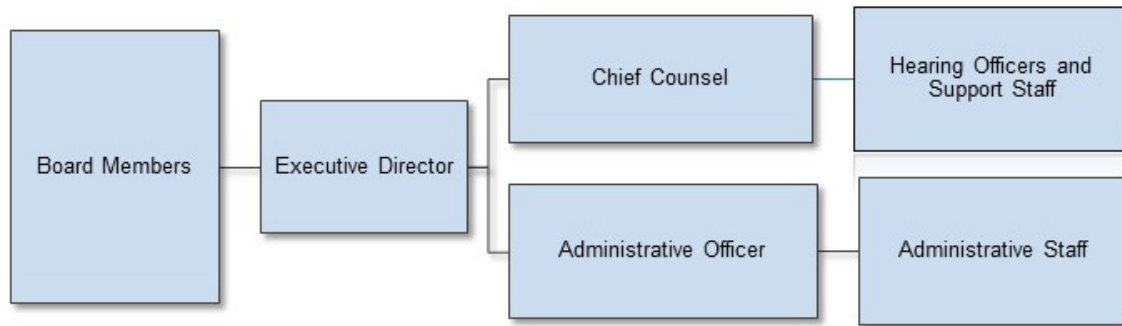 Board Members
Executive Director
Chief Counsel
Hearing Officers and
Support Staff
Administrative Officer
Administrative Staff